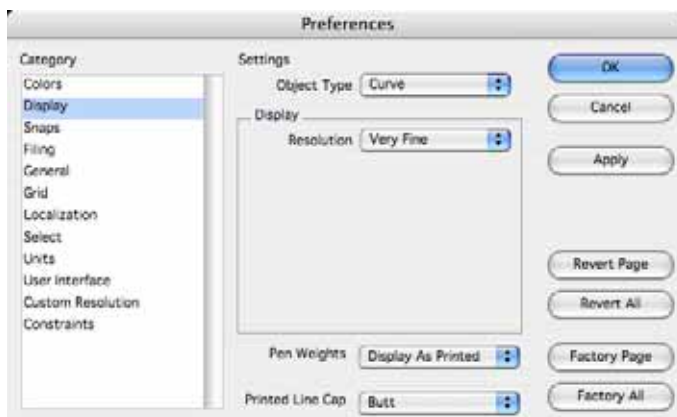 Preferences
Category
Colors
Display
Snaps
Filing
General
Grid
Localization
Select
Units
User Interface
Custom Resolution
Constraints
Settings
Object Type Curve
Display
Resolution Very Fine
Pen Weights Display As Printed
Printed Line Cap Butt
OK
Cancel
Apply
Revert Page
Revert All
Factory Page
Factory All